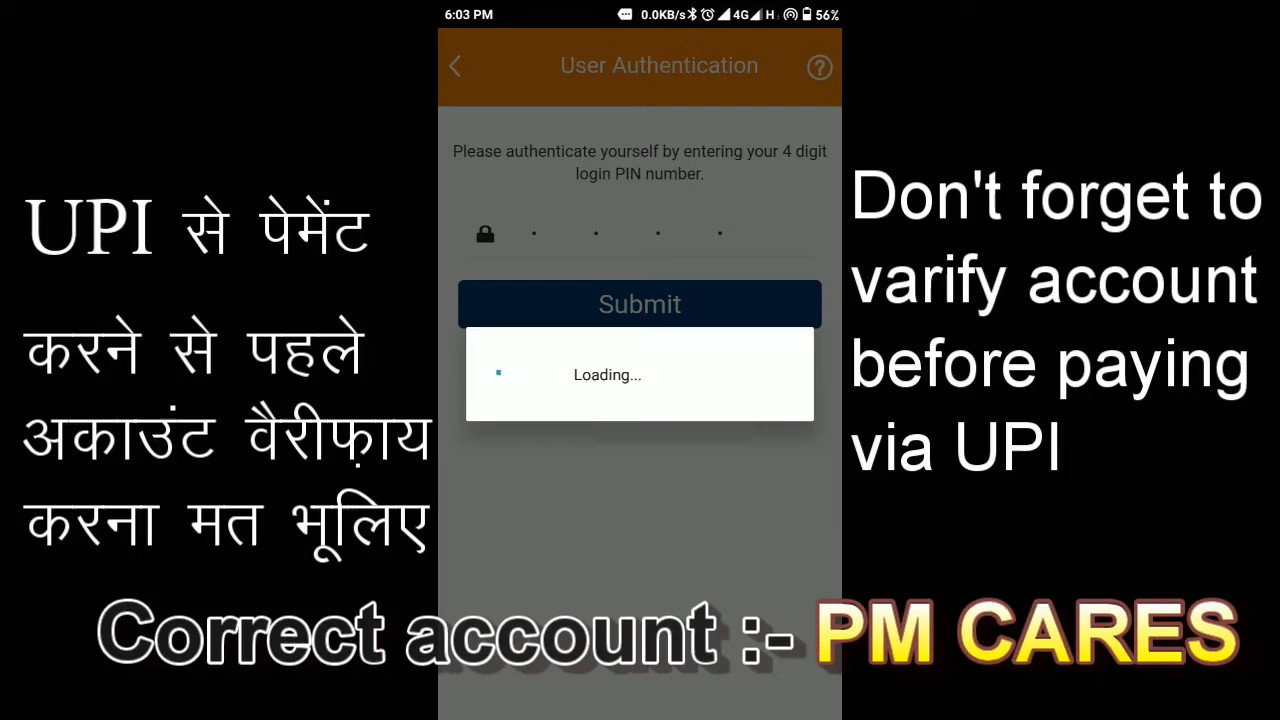 6:03 PM 0.0KB/s 4G H 56%
User Authentication
Please authenticate yourself by entering your 4 digit
login PIN number.
Submit
Loading...
UPI से पेमेंट
करने से पहले
अकाउंट वैरीफ़ाय
करना मत भूलिए
Don't forget to
varify account
before paying
via UPI
Correct account :- PM CARES